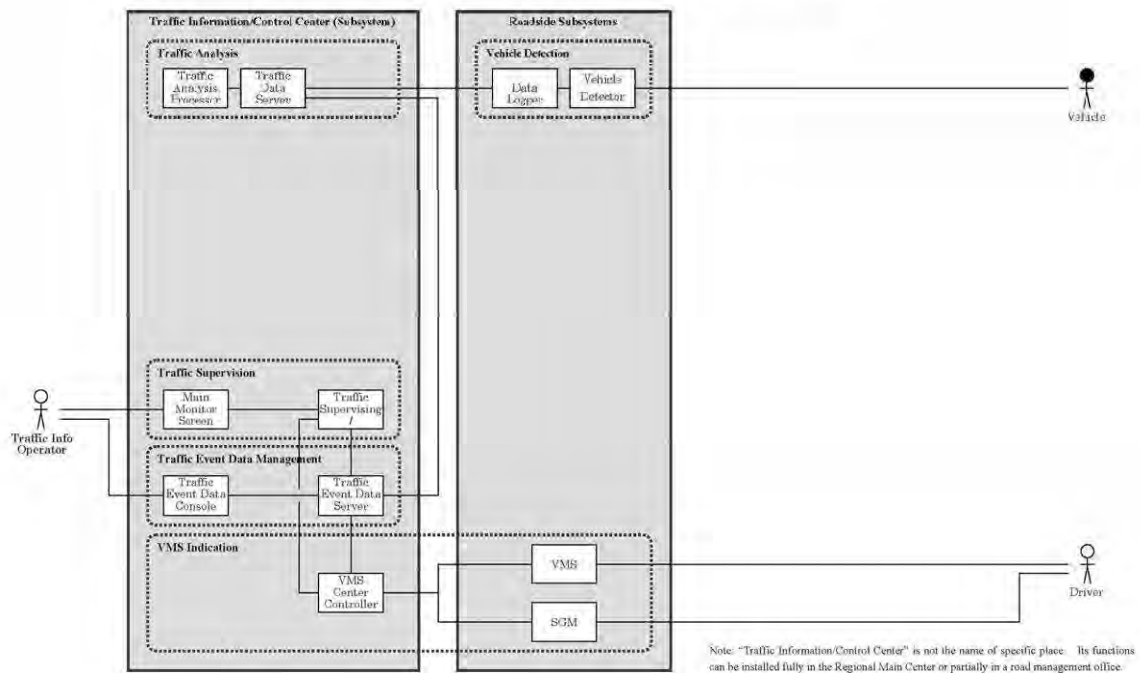 Traffic Information/Control Center (Subsystem)
Roadside Subsystems
Traffic Analysis
Traffic
Analysis
Processor
Traffic
Data
Server
Vehicle Detection
Data
Logger
Vehicle
Detector
Vehicle
Traffic Supervision
Main
Monitor
Screen
Traffic
Supervising
Traffic Info
Operator
Traffic Event Data Management
Traffic
Event Data
Console
Traffic
Event Data
Server
VMS Indication
VMS
Center
Controller
VMS
SGM
Driver
Note: “Traffic Information/Control Center” is not the name of specific place. Its functions
can be installed fully in the Regional Main Center or partially in a road management office.